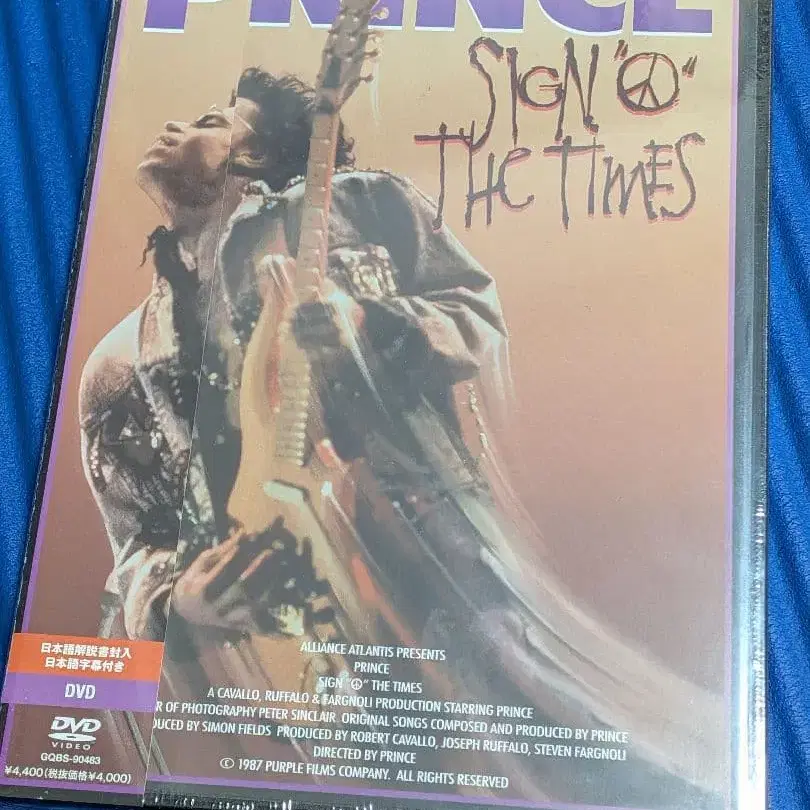 PRINCE
SIGN "☮"
THE TIMES
日本語解説書封入
日本語字幕付き
DVD
DVD
VIDEO
GQBS-90483
¥4,400(税抜価格¥4,000)
ALLIANCE ATLANTIS PRESENTS
PRINCE
SIGN "☮" THE TIMES
A CAVALLO, RUFFALO & FARGNOLI PRODUCTION STARRING PRINCE
R OF PHOTOGRAPHY PETER SINCLAIR ORIGINAL SONGS COMPOSED AND PRODUCED BY PRINCE
DUCED BY SIMON FIELDS PRODUCED BY ROBERT CAVALLO, JOSEPH RUFFALO, STEVEN FARGNOLI
DIRECTED BY PRINCE
© 1987 PURPLE FILMS COMPANY. ALL RIGHTS RESERVED